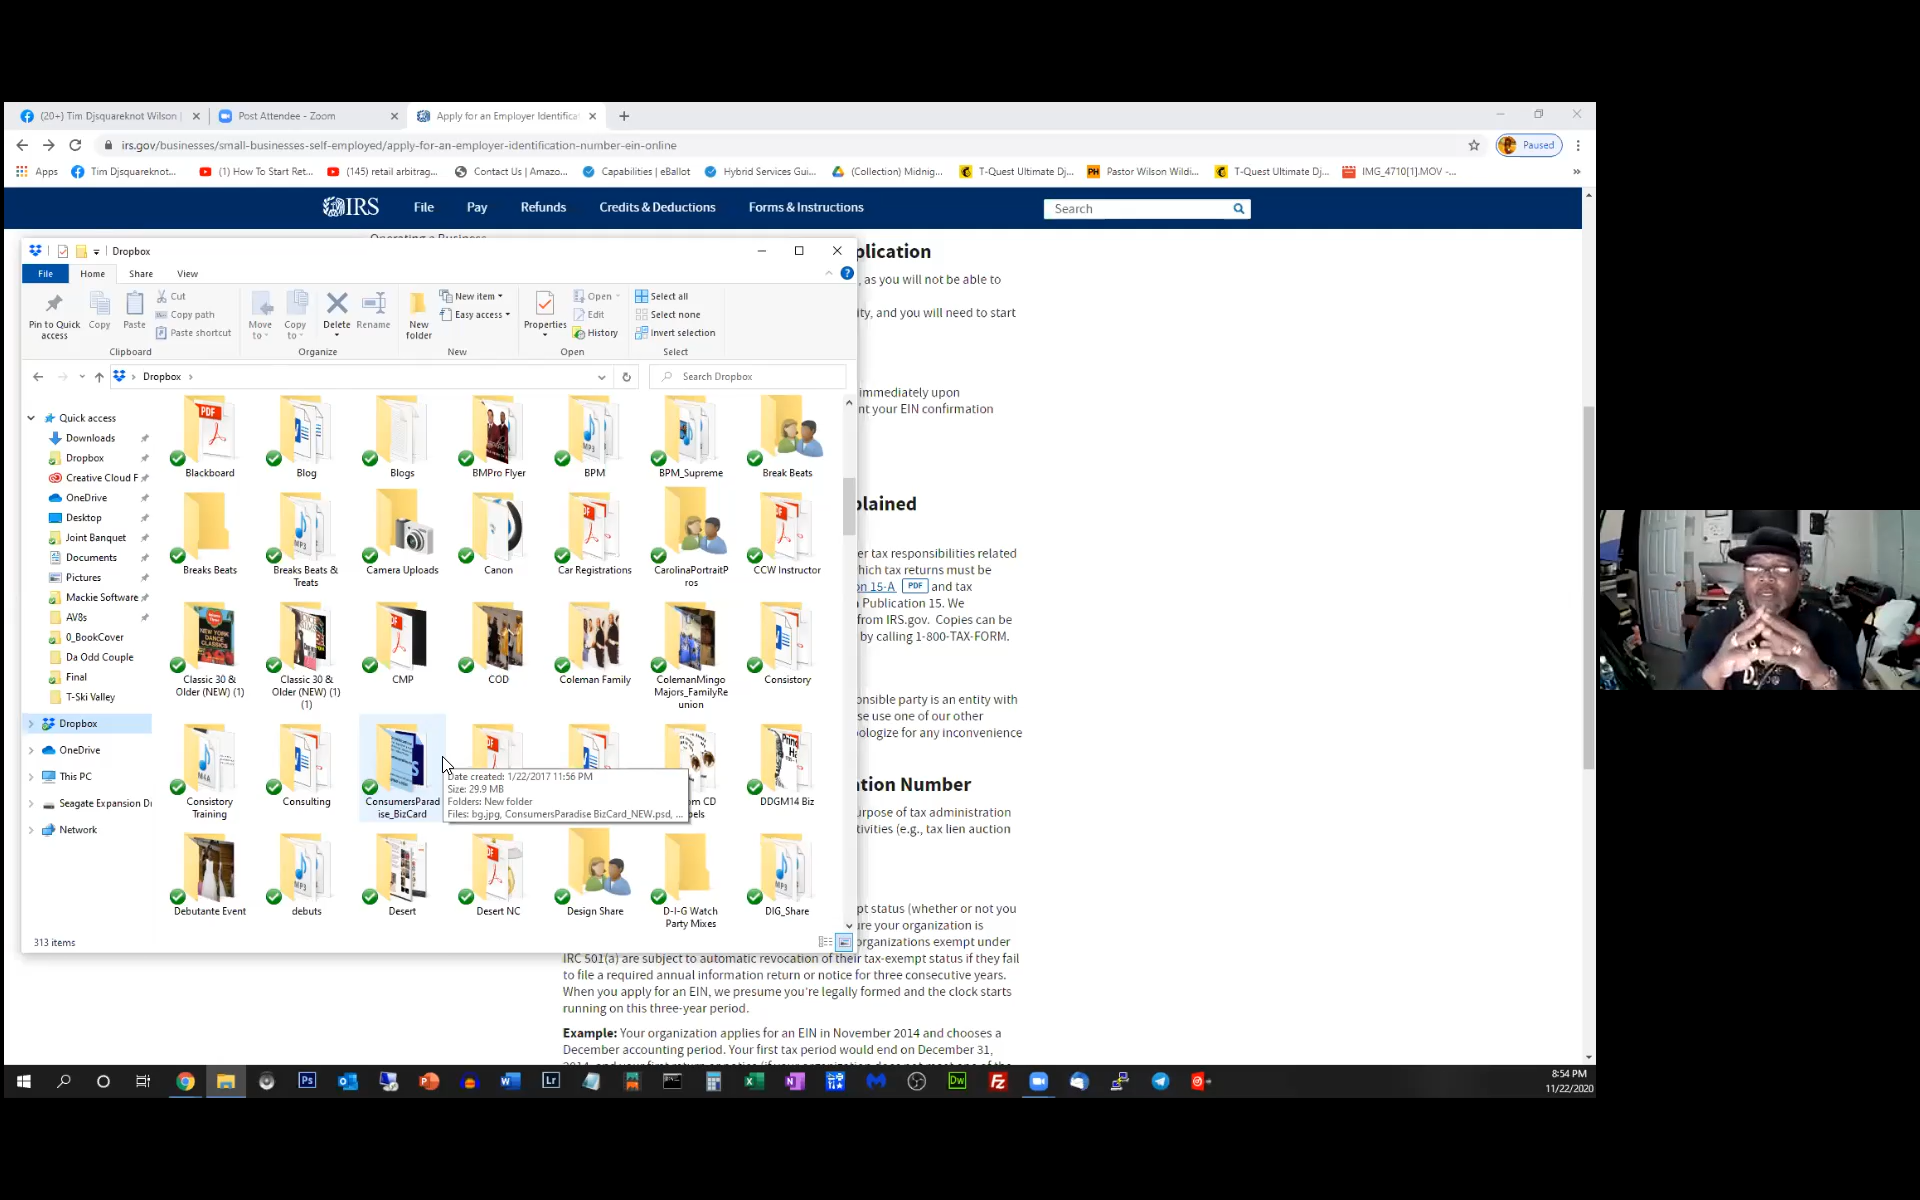 (20+) Tim Djsquareknot Wilson |
Post Attendee - Zoom
Apply for an Employer Identifica
irs.gov/businesses/small-businesses-self-employed/apply-for-an-employer-identification-number-ein-online
Paused
Apps
Tim Djsquareknot...
(1) How To Start Ret...
(145) retail arbitrag...
Contact Us | Amazo...
Capabilities | eBallot
Hybrid Services Gui...
(Collection) Midnig...
T-Quest Ultimate Dj...
PH
Pastor Wilson Wildi...
T-Quest Ultimate Dj...
IMG_4710[1].MOV -...
IRS
File
Pay
Refunds
Credits & Deductions
Forms & Instructions
Search
Operating a Business
Dropbox
File
Home
Share
View
Pin to Quick access
Copy
Paste
Cut
Copy path
Paste shortcut
Clipboard
Move to
Copy to
Delete
Rename
Organize
New folder
New item
Easy access
New
Properties
Open
Edit
History
Open
Select all
Select none
Invert selection
Select
Dropbox
Search Dropbox
Quick access
Downloads
Dropbox
Creative Cloud F
OneDrive
Desktop
Joint Banquet
Documents
Pictures
Mackie Software
AV8s
0_BookCover
Da Odd Couple
Final
T-Ski Valley
Dropbox
OneDrive
This PC
Seagate Expansion Dr
Network
Blackboard
Blog
Blogs
BMPro Flyer
BPM
BPM_Supreme
Break Beats
Breaks Beats
Breaks Beats & Treats
Camera Uploads
Canon
Car Registrations
CarolinaPortraitPros
CCW Instructor
Classic 30 & Older (NEW) (1)
Classic 30 & Older (NEW) (1) (1)
CMP
COD
Coleman Family
ColemanMingo Majors_FamilyReunion
Consistory
Consistory Training
Consulting
ConsumersParadise_BizCard
om CD
bels
DDGM14 Biz
Date created: 1/22/2017 11:56 PM
Size: 29.9 MB
Folders: New folder
Files: bg.jpg, ConsumersParadise BizCard_NEW.psd, ...
Debutante Event
debuts
Desert
Desert NC
Design Share
D-I-G Watch Party Mixes
DIG_Share
313 items
plication
, as you will not be able to
ity, and you will need to start
immediately upon
nt your EIN confirmation
plained
er tax responsibilities related
hich tax returns must be
on 15-A PDF and tax
Publication 15. We
from IRS.gov. Copies can be
by calling 1-800-TAX-FORM.
onsible party is an entity with
se use one of our other
pologize for any inconvenience
ation Number
urpose of tax administration
tivities (e.g., tax lien auction
pt status (whether or not you
ure your organization is
organizations exempt under
IRC 501(a) are subject to automatic revocation of their tax-exempt status if they fail
to file a required annual information return or notice for three consecutive years.
When you apply for an EIN, we presume you're legally formed and the clock starts
running on this three-year period.
Example: Your organization applies for an EIN in November 2014 and chooses a
December accounting period. Your first tax period would end on December 31,
8:54 PM
11/22/2020